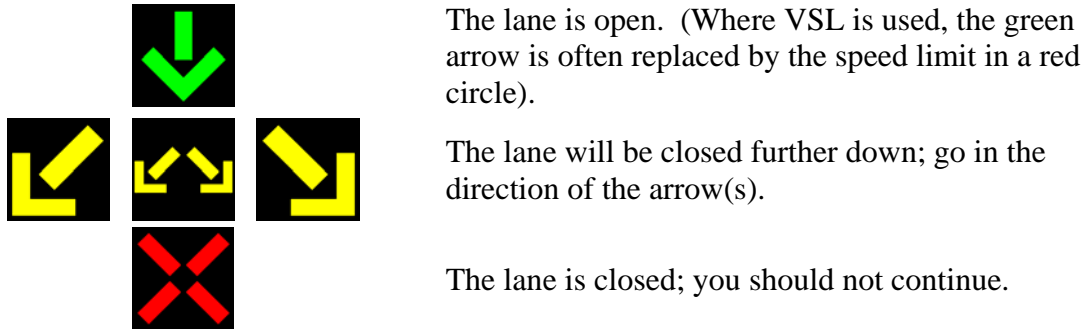 The lane is open.  (Where VSL is used, the green
arrow is often replaced by the speed limit in a red
circle).
The lane will be closed further down; go in the
direction of the arrow(s).
The lane is closed; you should not continue.